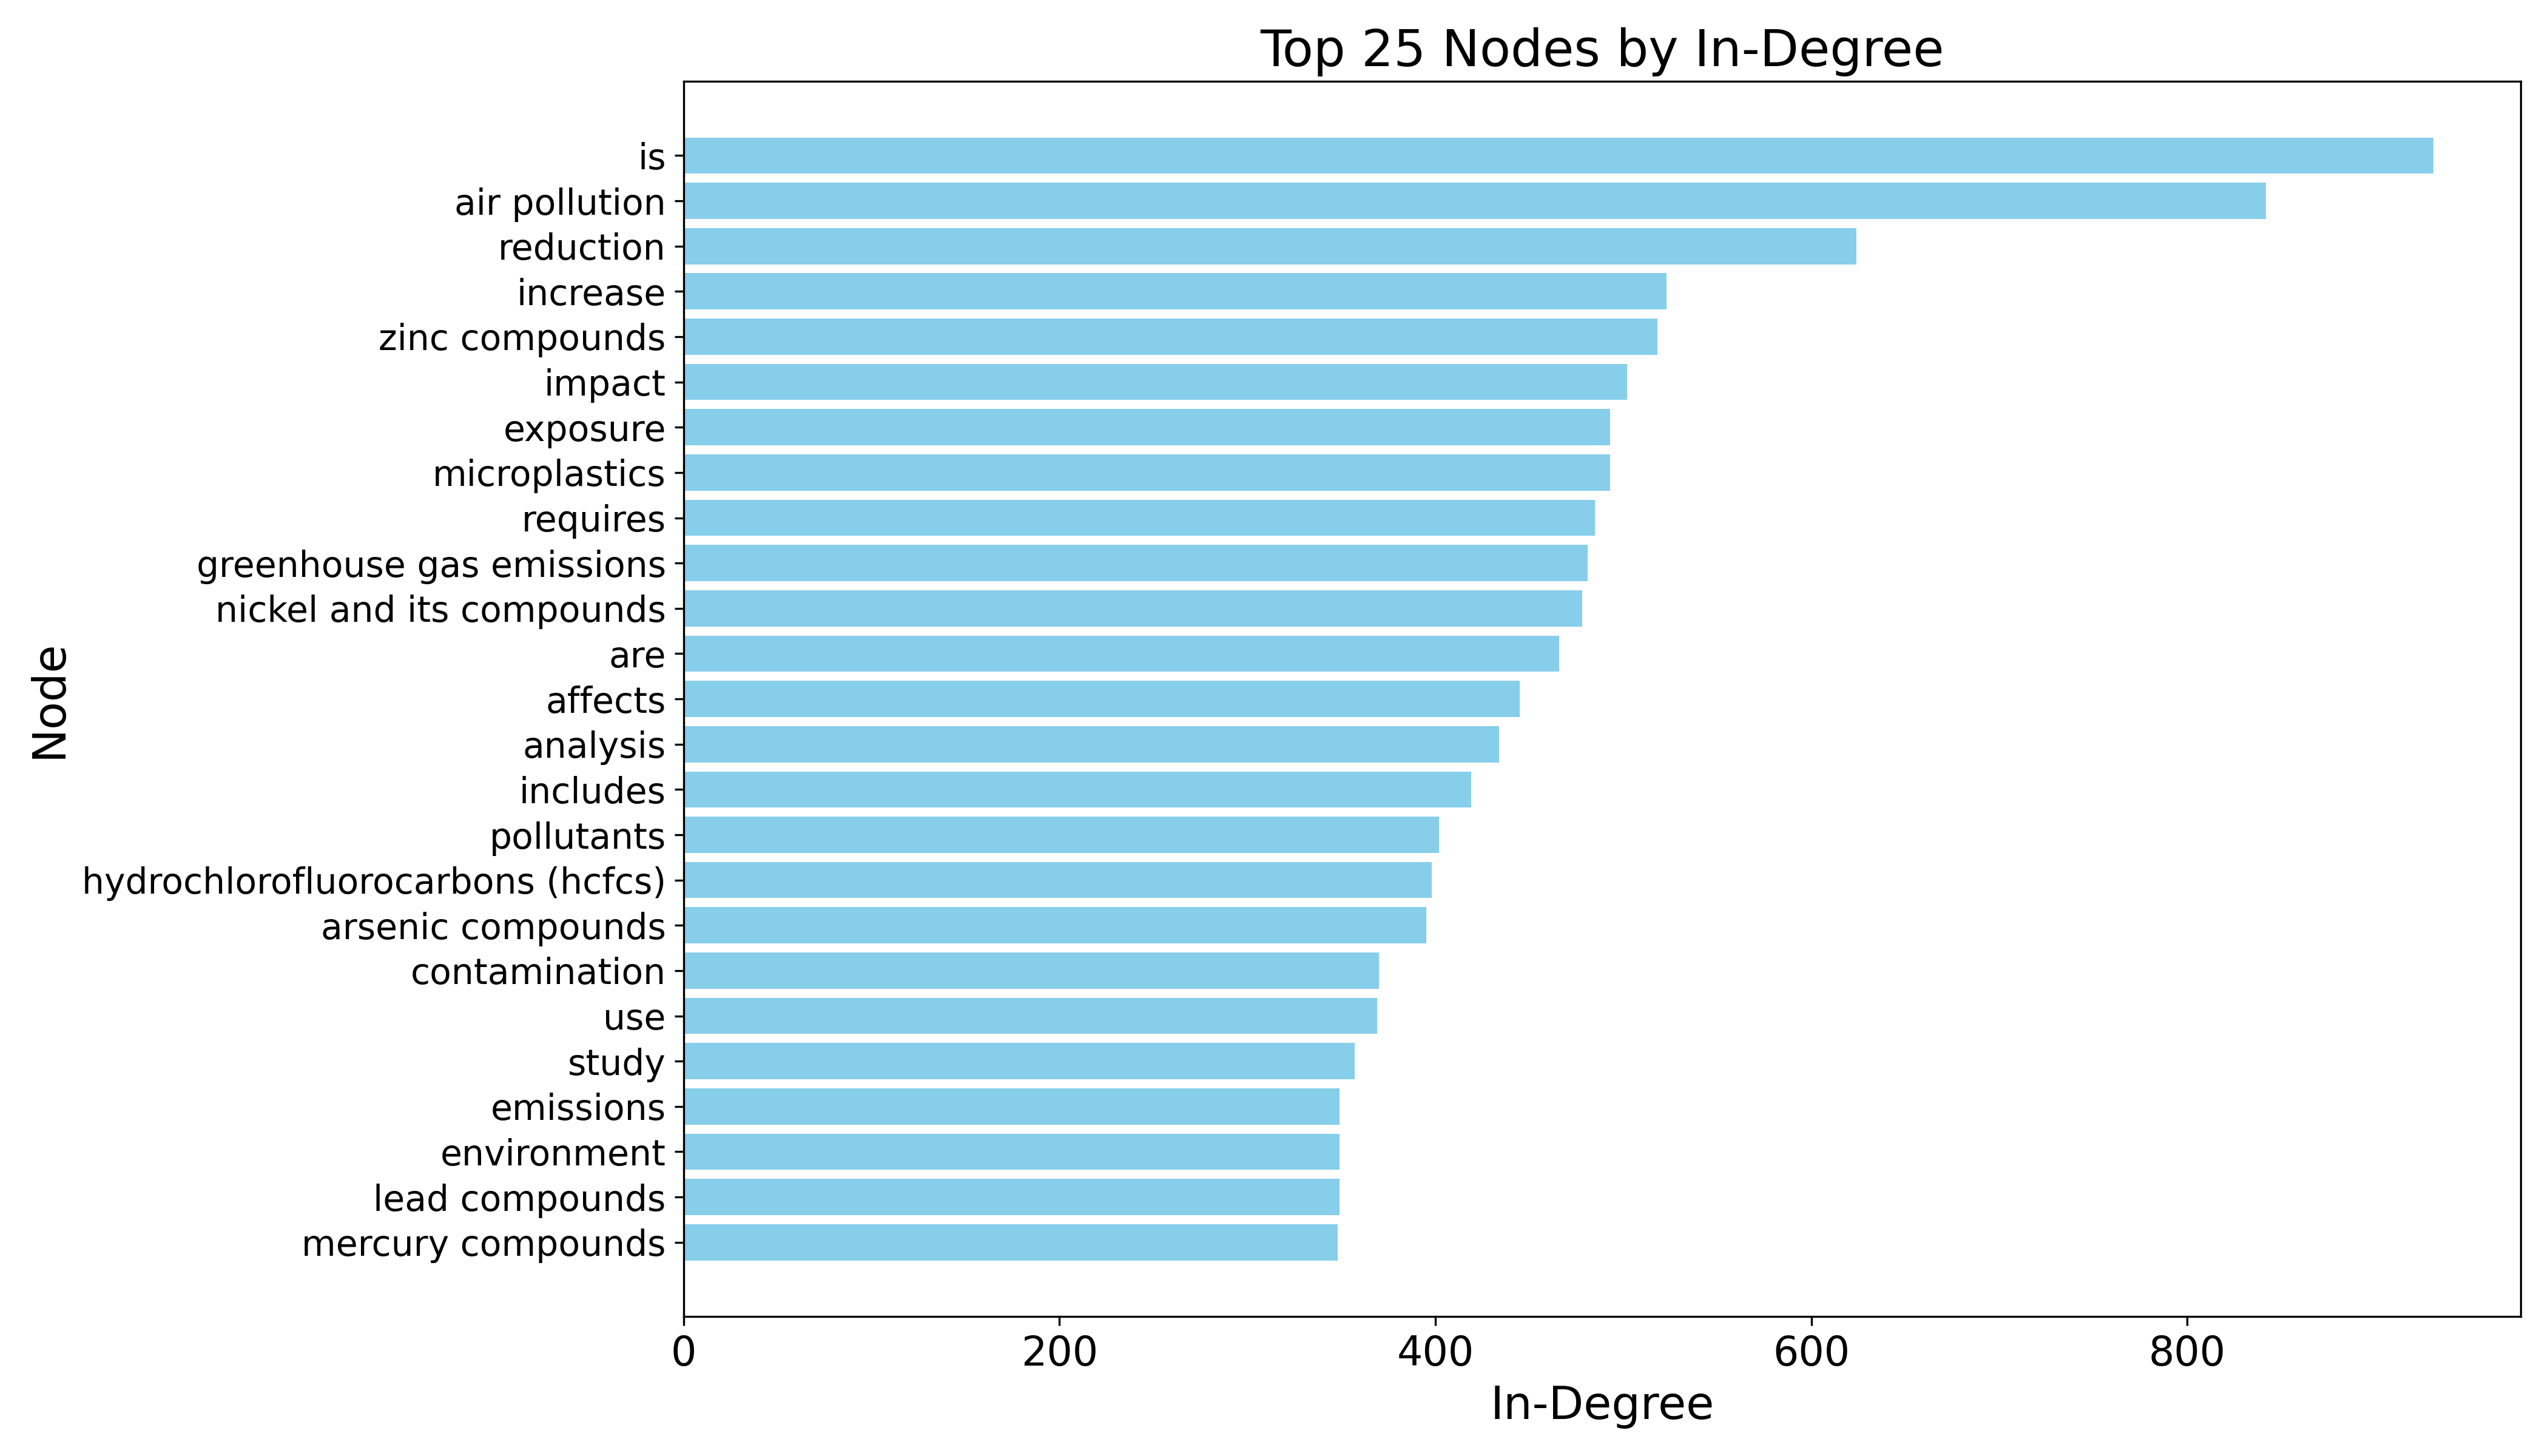 Top 25 Nodes by In-Degree
Node
is
air pollution
reduction
increase
zinc compounds
impact
exposure
microplastics
requires
greenhouse gas emissions
nickel and its compounds
are
affects
analysis
includes
pollutants
hydrochlorofluorocarbons (hcfcs)
arsenic compounds
contamination
use
study
emissions
environment
lead compounds
mercury compounds
0 200 400 600 800
In-Degree